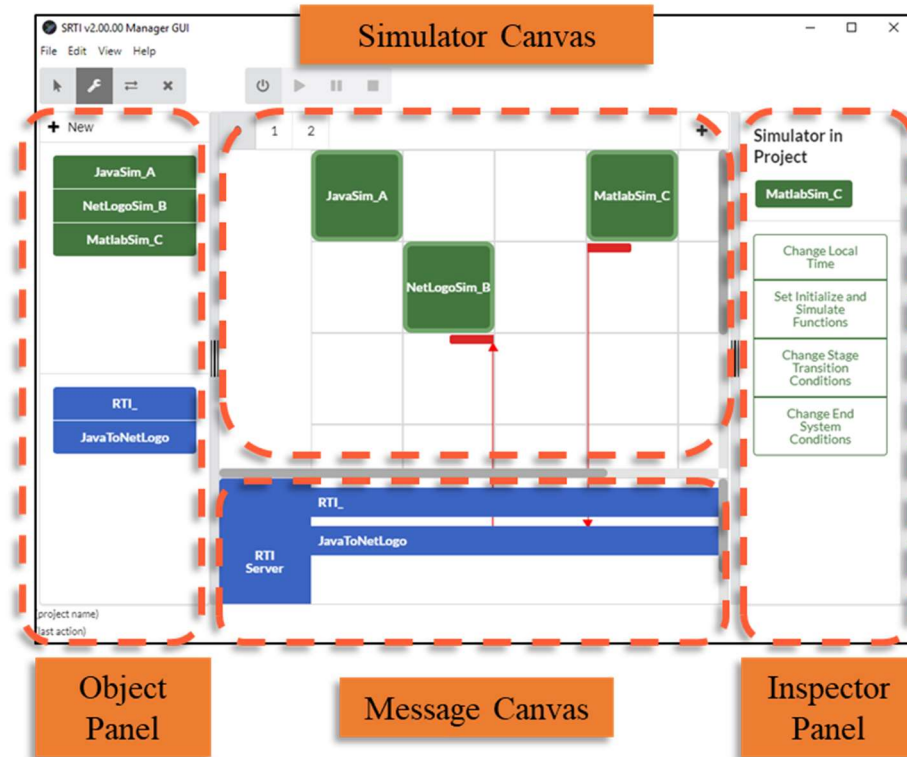 SRTI v2.00.00 Manager GUI
Simulator Canvas
File Edit View Help
New
1 2
Simulator in
Project
JavaSim_A
NetLogoSim_B
MatlabSim_C
JavaSim_A
MatlabSim_C
NetLogoSim_B
MatlabSim_C
Change Local
Time
Set Initialize and
Simulate
Functions
Change Stage
Transition
Conditions
Change End
System
Conditions
RTI_
JavaToNetLogo
RTI
Server
RTI_
JavaToNetLogo
(project name)
(last action)
Object
Panel
Message Canvas
Inspector
Panel